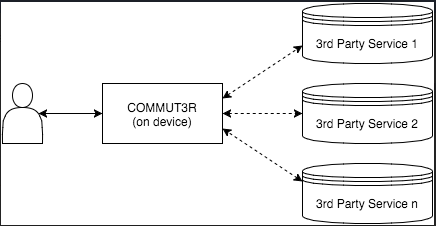 3rd Party Service 1
COMMUT3R
(on device)
3rd Party Service 2
3rd Party Service n